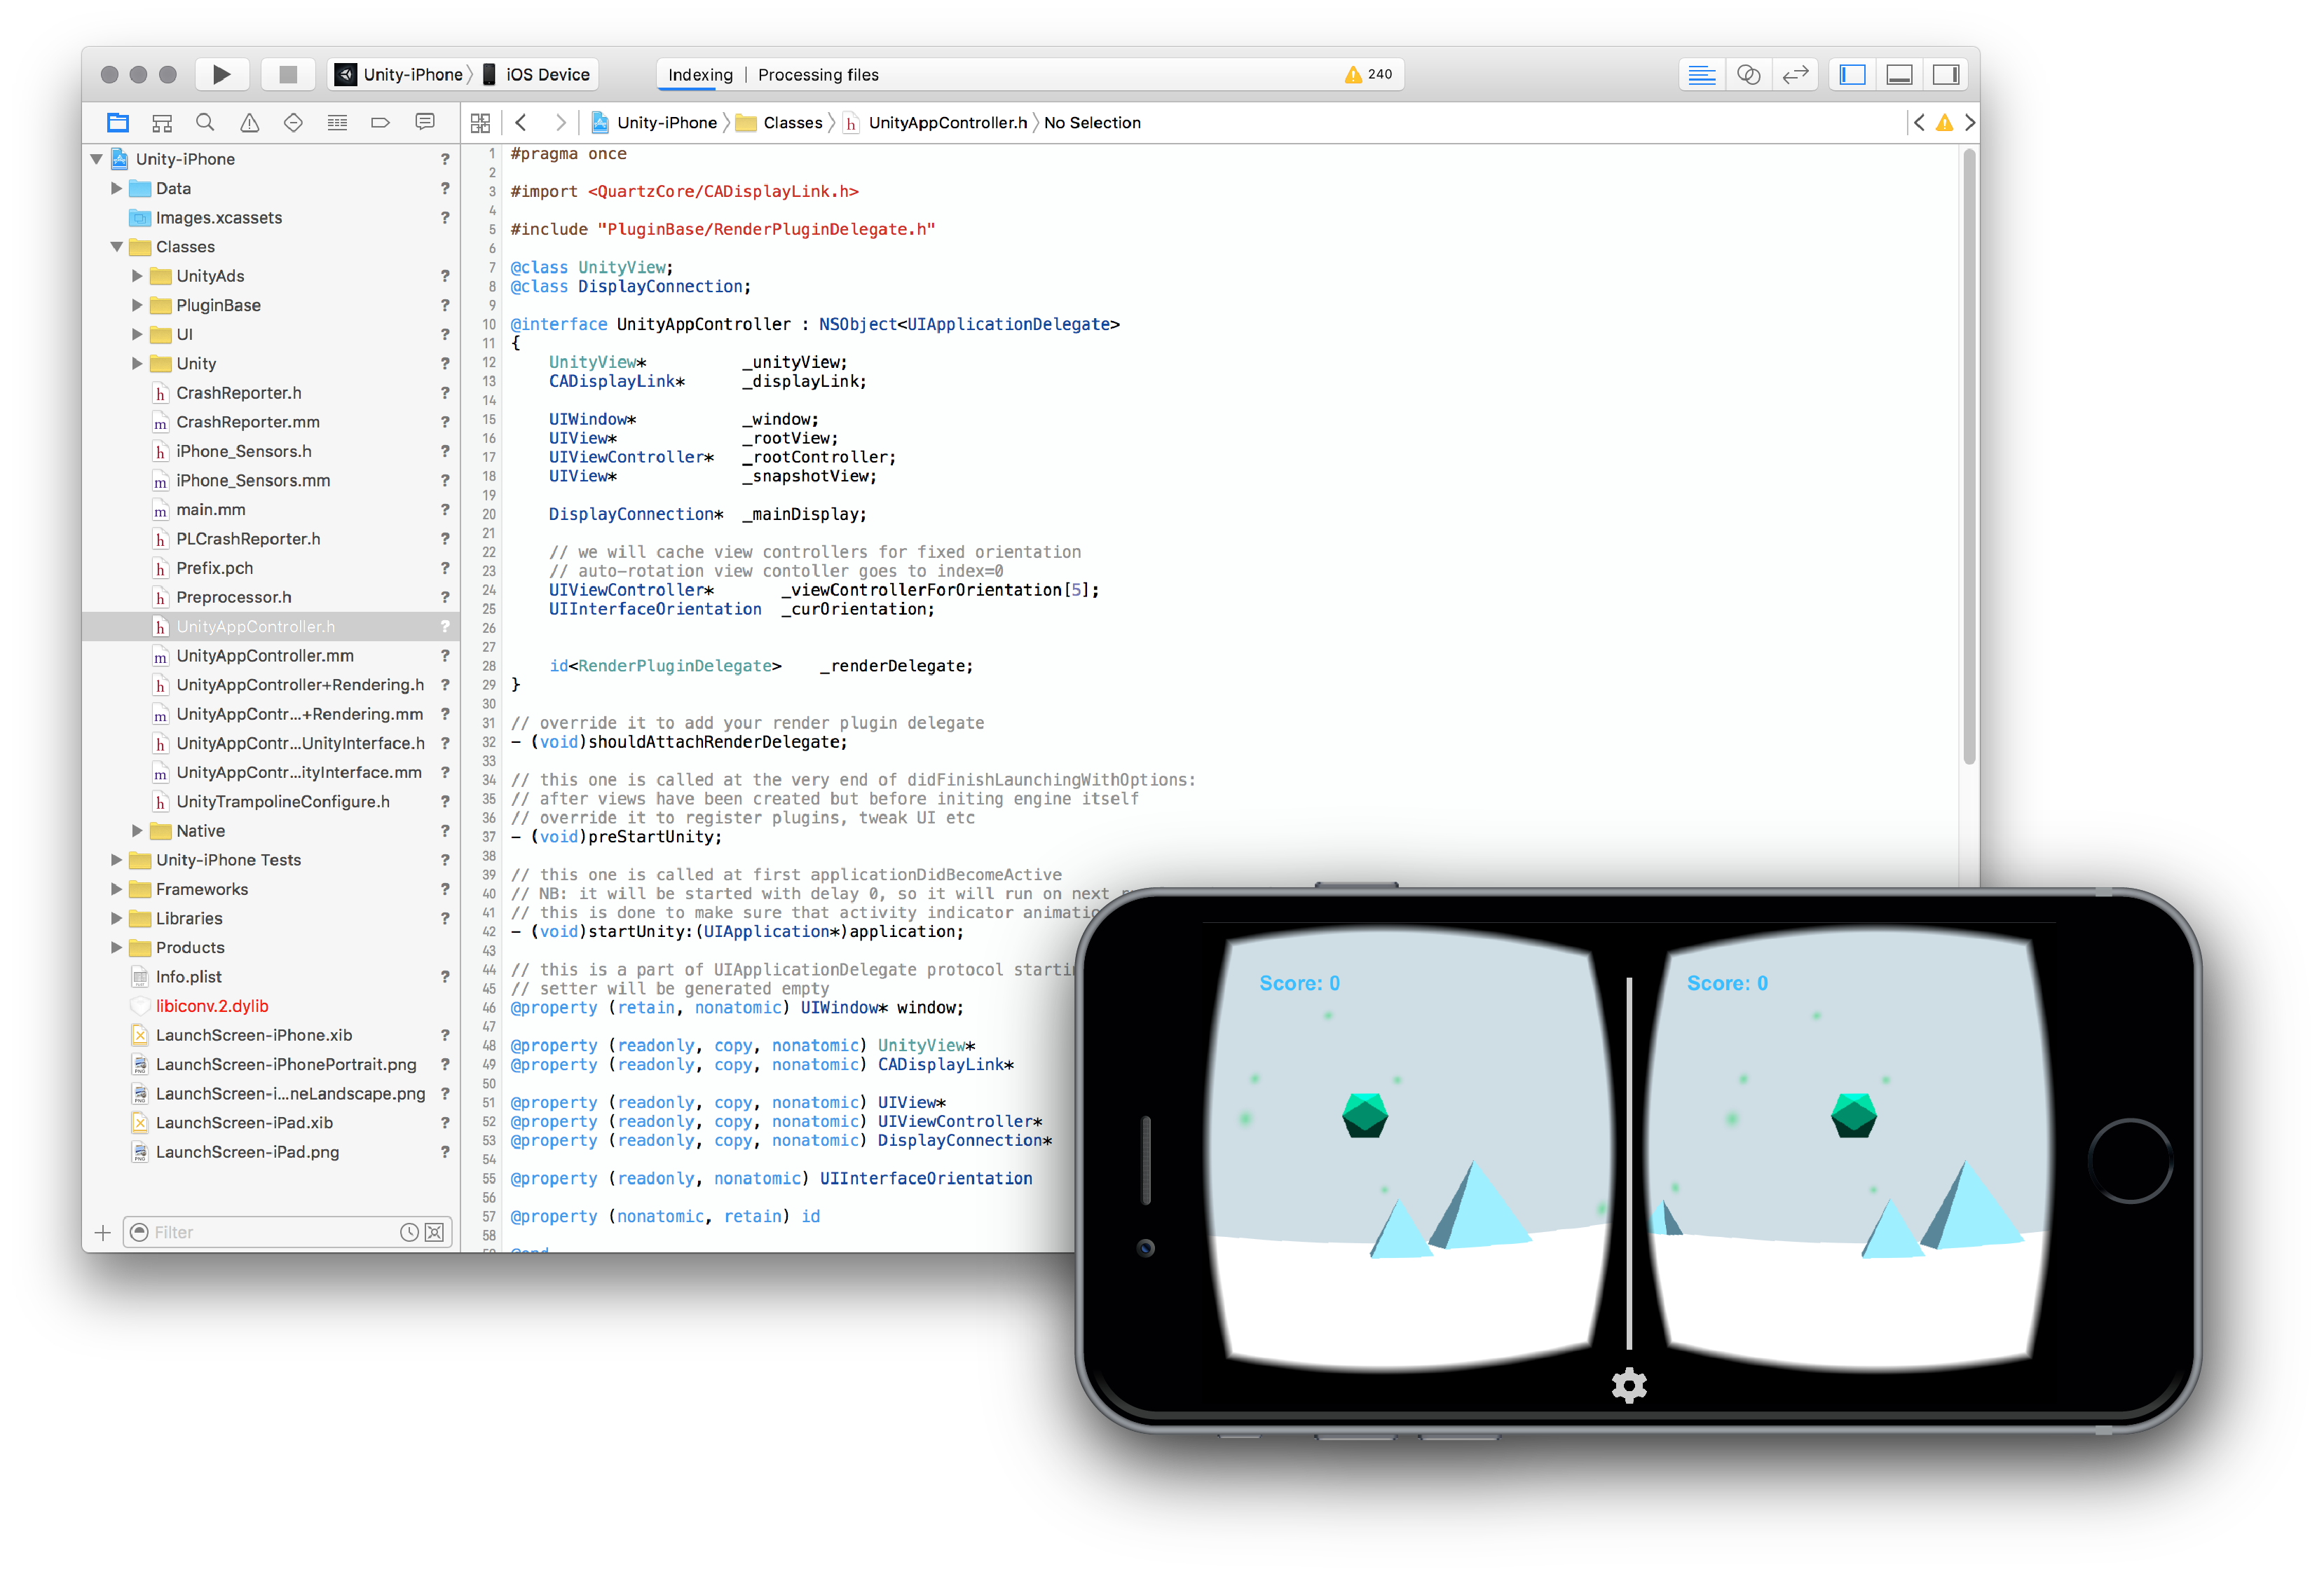 Unity-iPhone iOS Device
Indexing | Processing files
240
Unity-iPhone Classes h UnityAppController.h No Selection
Unity-iPhone ?
Data ?
Images.xcassets ?
Classes ?
UnityAds ?
PluginBase ?
UI ?
Unity ?
h CrashReporter.h ?
m CrashReporter.mm ?
h iPhone_Sensors.h ?
m iPhone_Sensors.mm ?
m main.mm ?
h PLCrashReporter.h ?
h Prefix.pch ?
h Preprocessor.h ?
h UnityAppController.h ?
m UnityAppController.mm ?
h UnityAppController+Rendering.h ?
m UnityAppContr...+Rendering.mm ?
h UnityAppContr...UnityInterface.h ?
m UnityAppContr...ityInterface.mm ?
h UnityTrampolineConfigure.h ?
Native ?
Unity-iPhone Tests ?
Frameworks ?
Libraries ?
Products
Info.plist ?
libiconv.2.dylib
LaunchScreen-iPhone.xib ?
LaunchScreen-iPhonePortrait.png ?
LaunchScreen-i...neLandscape.png ?
LaunchScreen-iPad.xib ?
LaunchScreen-iPad.png ?
Filter
1 #pragma once
2
3 #import <QuartzCore/CADisplayLink.h>
4
5 #include "PluginBase/RenderPluginDelegate.h"
6
7 @class UnityView;
8 @class DisplayConnection;
9
10 @interface UnityAppController : NSObject<UIApplicationDelegate>
11 {
12 UnityView* _unityView;
13 CADisplayLink* _displayLink;
14
15 UIWindow* _window;
16 UIView* _rootView;
17 UIViewController* _rootController;
18 UIView* _snapshotView;
19
20 DisplayConnection* _mainDisplay;
21
22 // we will cache view controllers for fixed orientation
23 // auto-rotation view contoller goes to index=0
24 UIViewController* _viewControllerForOrientation[5];
25 UIInterfaceOrientation _curOrientation;
26
27
28 id<RenderPluginDelegate> _renderDelegate;
29 }
30
31 // override it to add your render plugin delegate
32 - (void)shouldAttachRenderDelegate;
33
34 // this one is called at the very end of didFinishLaunchingWithOptions:
35 // after views have been created but before initing engine itself
36 // override it to register plugins, tweak UI etc
37 - (void)preStartUnity;
38
39 // this one is called at first applicationDidBecomeActive
40 // NB: it will be started with delay 0, so it will run on next
41 // this is done to make sure that activity indicator animatio
42 - (void)startUnity:(UIApplication*)application;
43
44 // this is a part of UIApplicationDelegate protocol starti
45 // setter will be generated empty
46 @property (retain, nonatomic) UIWindow* window;
47
48 @property (readonly, copy, nonatomic) UnityView*
49 @property (readonly, copy, nonatomic) CADisplayLink*
50
51 @property (readonly, copy, nonatomic) UIView*
52 @property (readonly, copy, nonatomic) UIViewController*
53 @property (readonly, copy, nonatomic) DisplayConnection*
54
55 @property (readonly, nonatomic) UIInterfaceOrientation
56
57 @property (nonatomic, retain) id
58
Score: 0
Score: 0